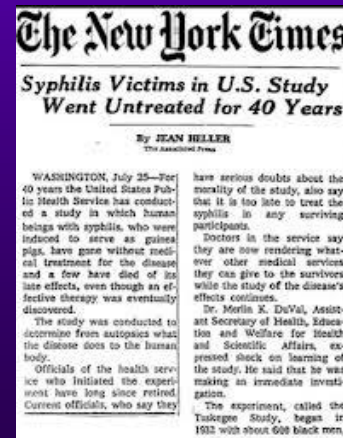 The New York Times
Syphilis Victims in U.S. Study
Went Untreated for 40 Years
By JEAN HELLER
The Associated Press
WASHINGTON, July 25—For
40 years the United States Pub-
lic Health Service has conduct-
ed a study in which human
beings with syphilis, who were
induced to serve as guinea
pigs, have gone without medi-
cal treatment for the disease
and a few have died of its
late effects, even though an ef-
fective therapy was eventually
discovered.
The study was conducted to
determine from autopsies what
the disease does to the human
body.
Officials of the health serv-
ice who initiated the experi-
ment have long since retired.
Current officials, who say they
have serious doubts about the
morality of the study, also say
that it is too late to treat the
syphilis in any surviving
participants.
Doctors in the service say
they are now rendering what-
ever other medical services
they can give to the survivors
while the study of the disease's
effects continues.
Dr. Merlin K. DuVal, Assist-
ant Secretary of Health, Educa-
tion and Welfare for Health
and Scientific Affairs, ex-
pressed shock on learning of
the study. He said that he was
making an immediate investi-
gation.
The experiment, called the
Tuskegee Study, began in
1932 with about 600 black men,